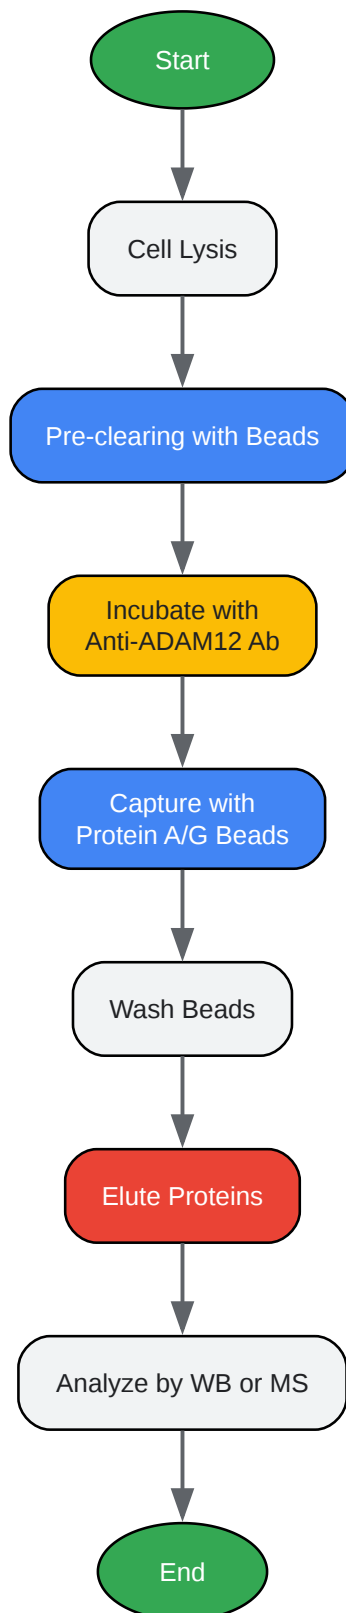 Start
Cell Lysis
Pre-clearing with Beads
Incubate with
Anti-ADAM12 Ab
Capture with
Protein A/G Beads
Wash Beads
Elute Proteins
Analyze by WB or MS
End